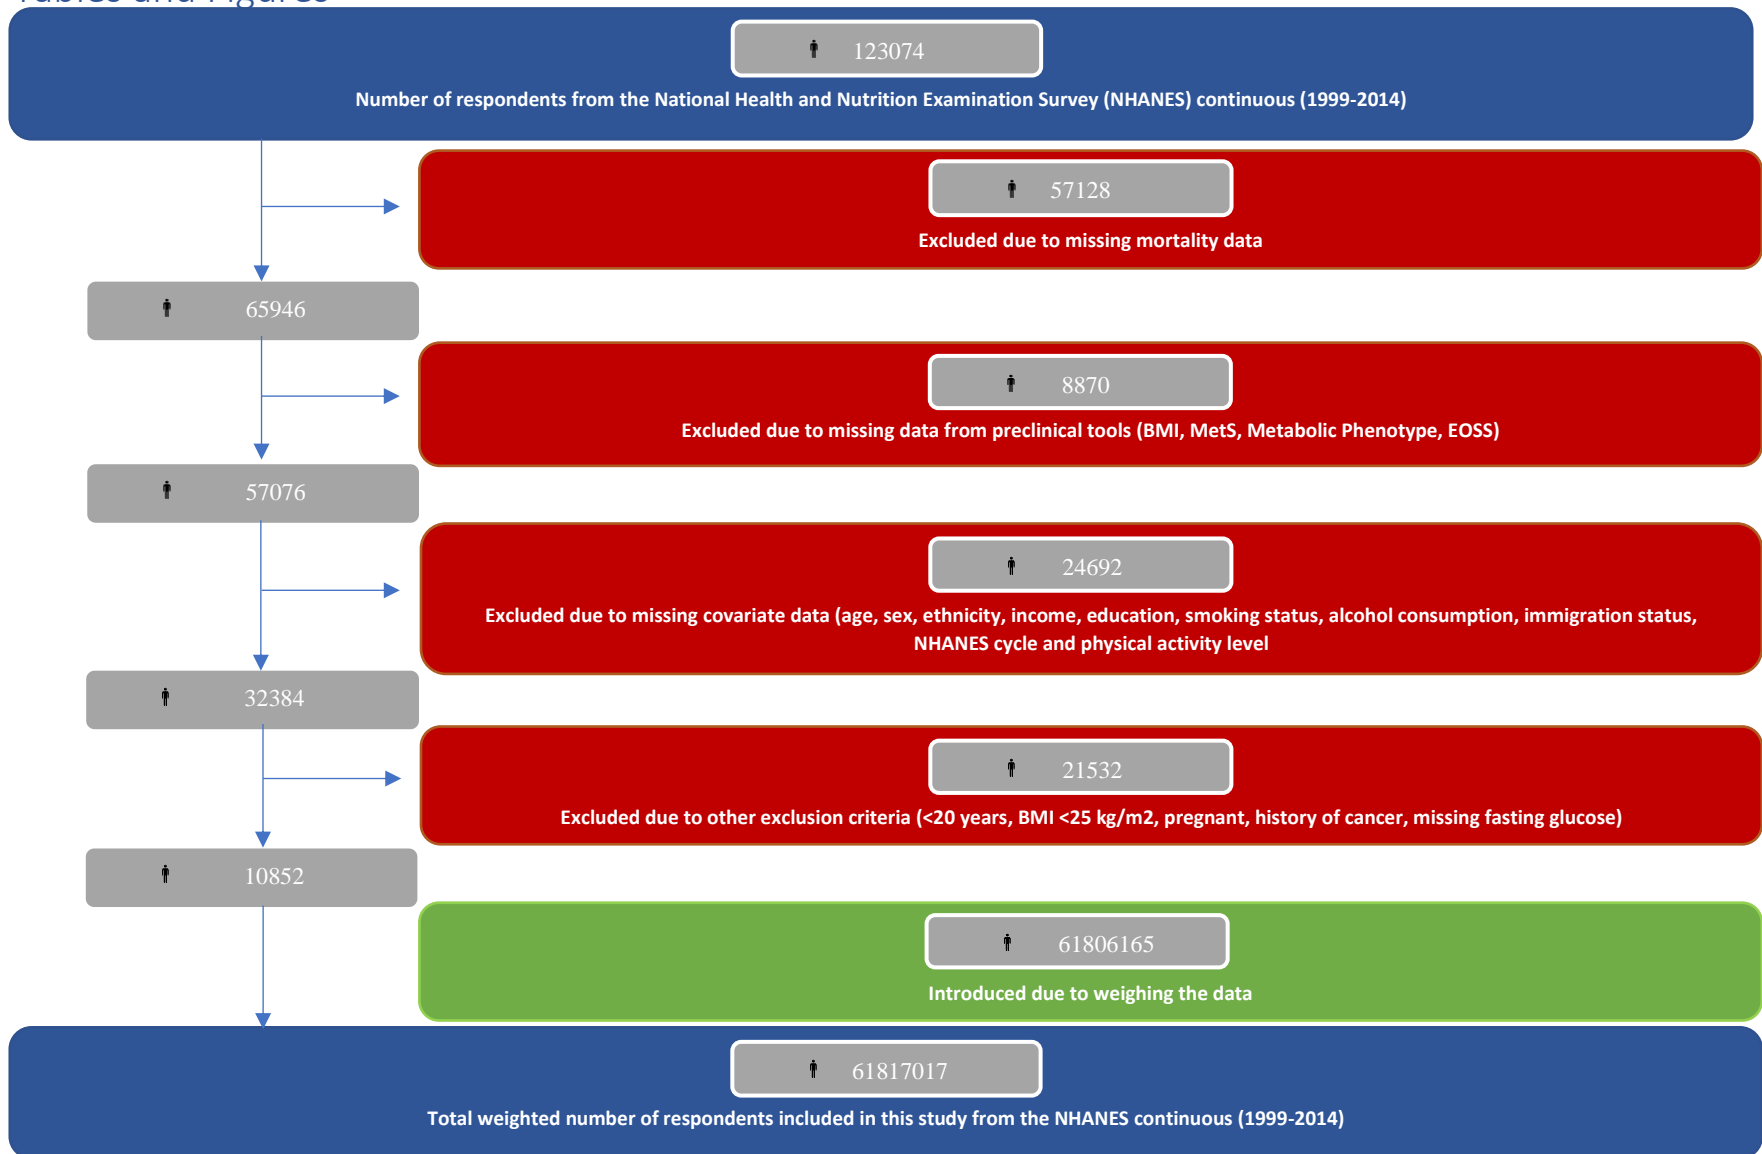 Tables and Figures
123074
Number of respondents from the National Health and Nutrition Examination Survey (NHANES) continuous (1999-2014)
57128
Excluded due to missing mortality data
65946
8870
Excluded due to missing data from preclinical tools (BMI, MetS, Metabolic Phenotype, EOSS)
57076
24692
Excluded due to missing covariate data (age, sex, ethnicity, income, education, smoking status, alcohol consumption, immigration status,
NHANES cycle and physical activity level
32384
21532
Excluded due to other exclusion criteria (<20 years, BMI <25 kg/m2, pregnant, history of cancer, missing fasting glucose)
10852
61806165
Introduced due to weighing the data
61817017
Total weighted number of respondents included in this study from the NHANES continuous (1999-2014)